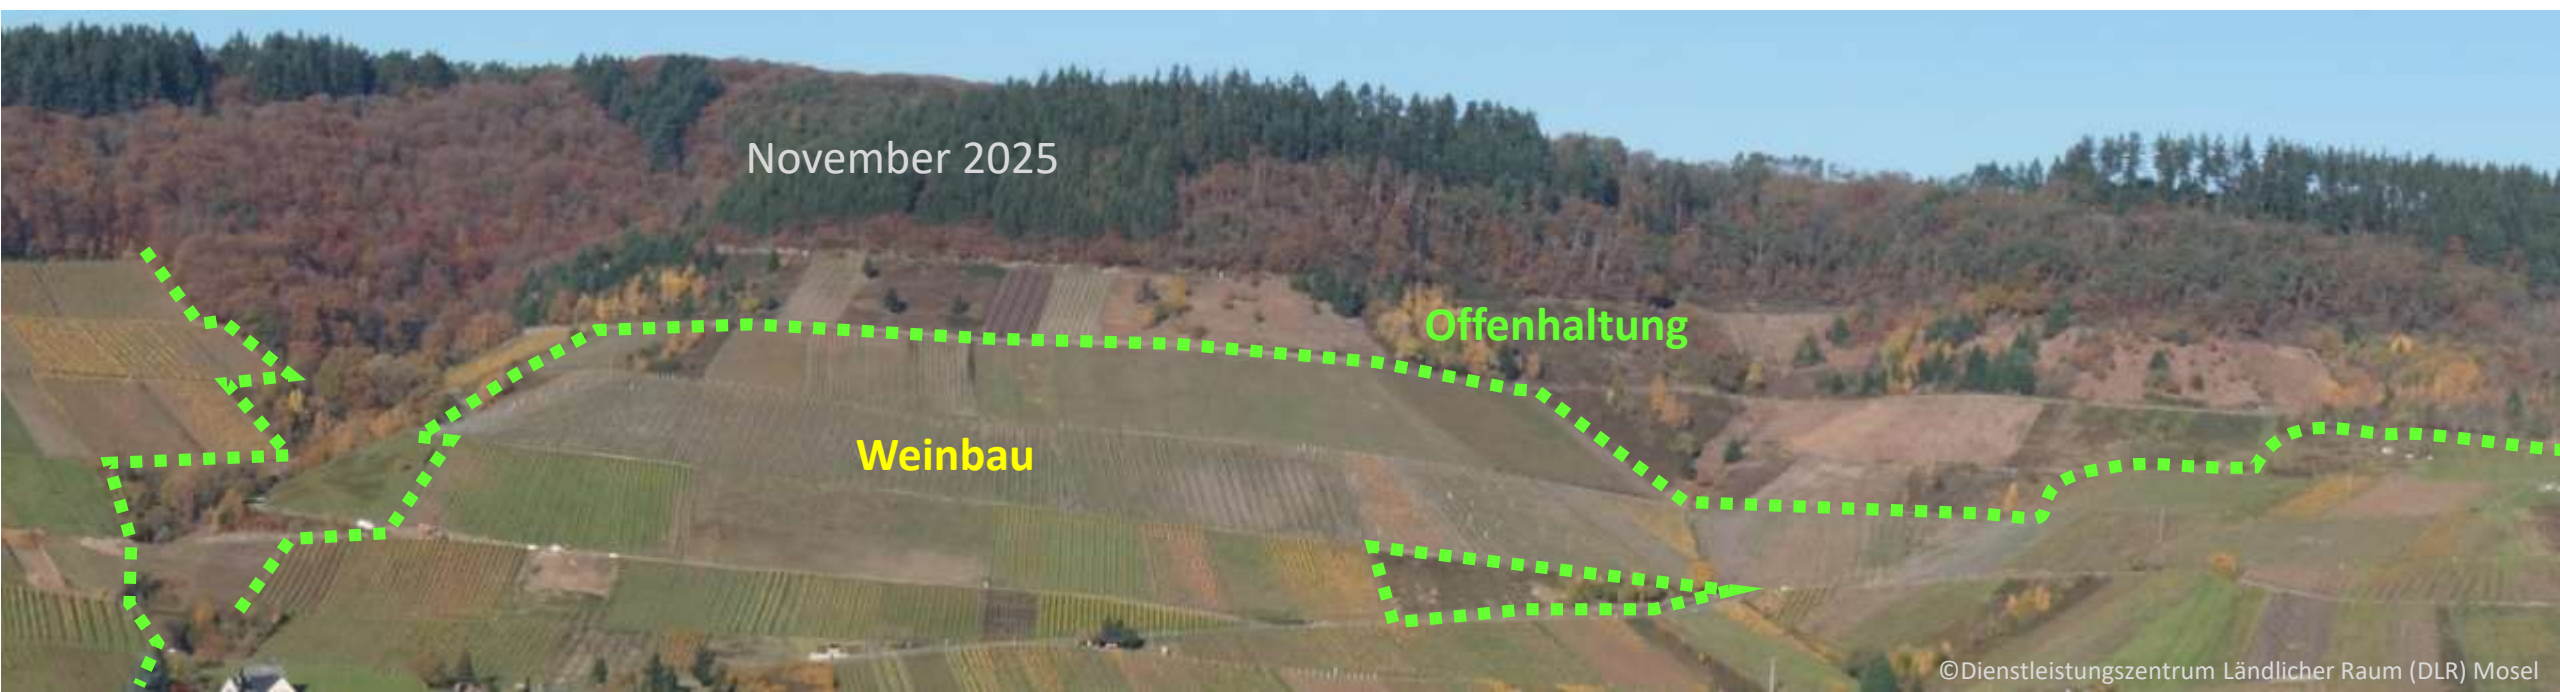 November 2025
Offenhaltung
Weinbau
©Dienstleistungszentrum Ländlicher Raum (DLR) Mosel